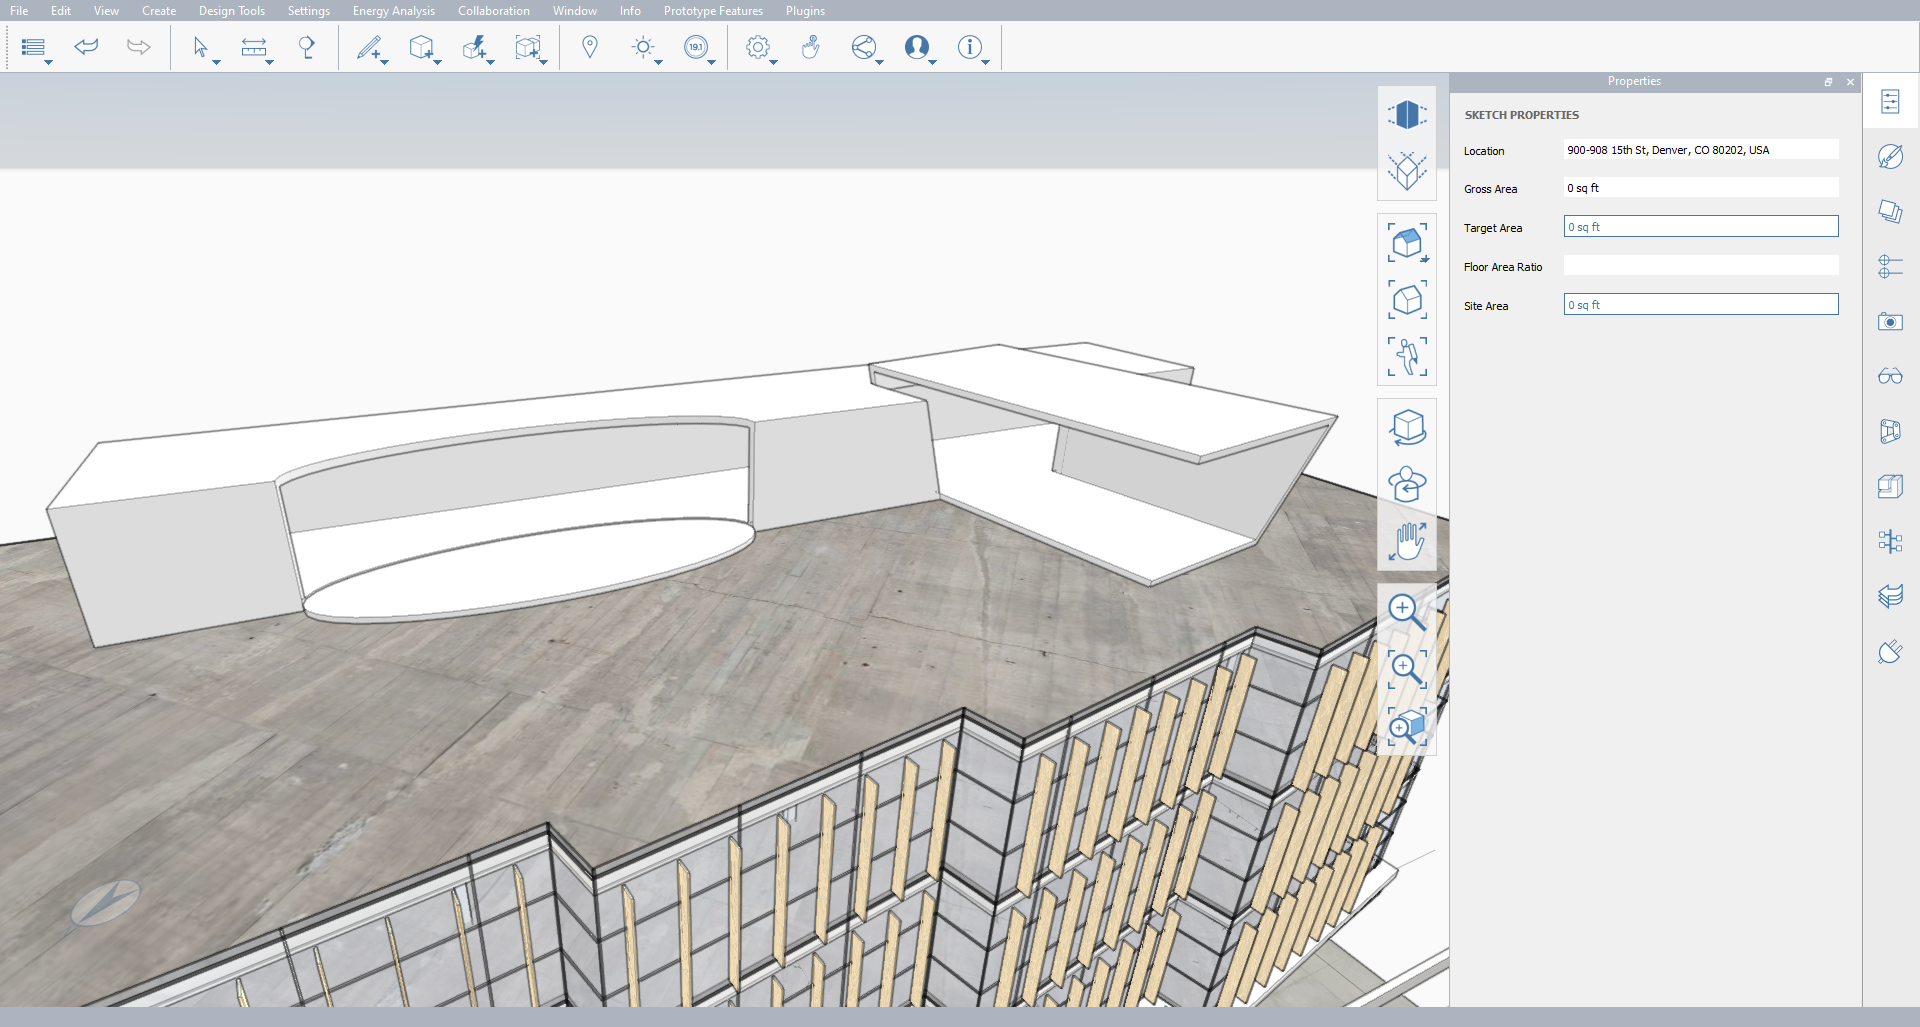 File Edit View Create Design Tools Settings Energy Analysis Collaboration Window Info Prototype Features Plugins
19.1
Properties
SKETCH PROPERTIES
Location 900-908 15th St, Denver, CO 80202, USA
Gross Area 0 sq ft
Target Area 0 sq ft
Floor Area Ratio
Site Area 0 sq ft